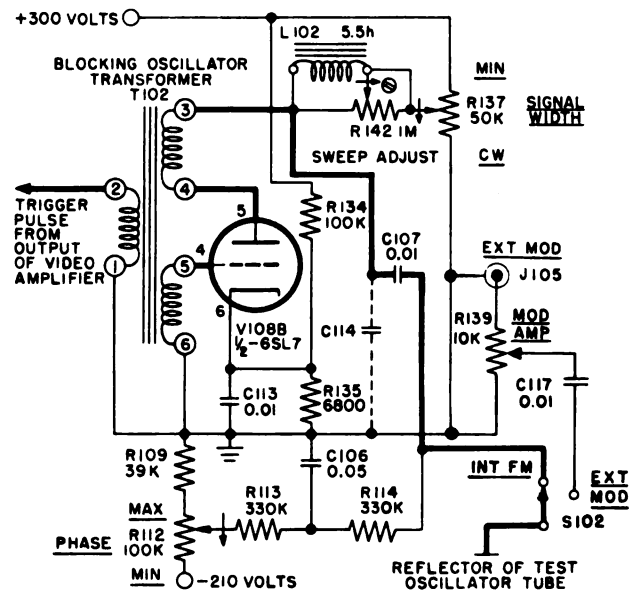 +300 VOLTS
L102 5.5h
BLOCKING OSCILLATOR
TRANSFORMER
T102
MIN
R137
50K
SIGNAL
WIDTH
CW
R142 1M
SWEEP ADJUST
3
4
2
1
5
6
TRIGGER
PULSE
FROM
OUTPUT
OF VIDEO
AMPLIFIER
5
4
6
R134
100K
C107
0.01
EXT MOD
J105
V108B
1/2-6SL7
C114
R139
10K
MOD
AMP
C117
0.01
C113
0.01
R135
6800
R109
39K
C106
0.05
INT FM
EXT
MOD
S102
MAX
R112
100K
PHASE
MIN
R113
330K
R114
330K
-210 VOLTS
REFLECTOR OF TEST
OSCILLATOR TUBE